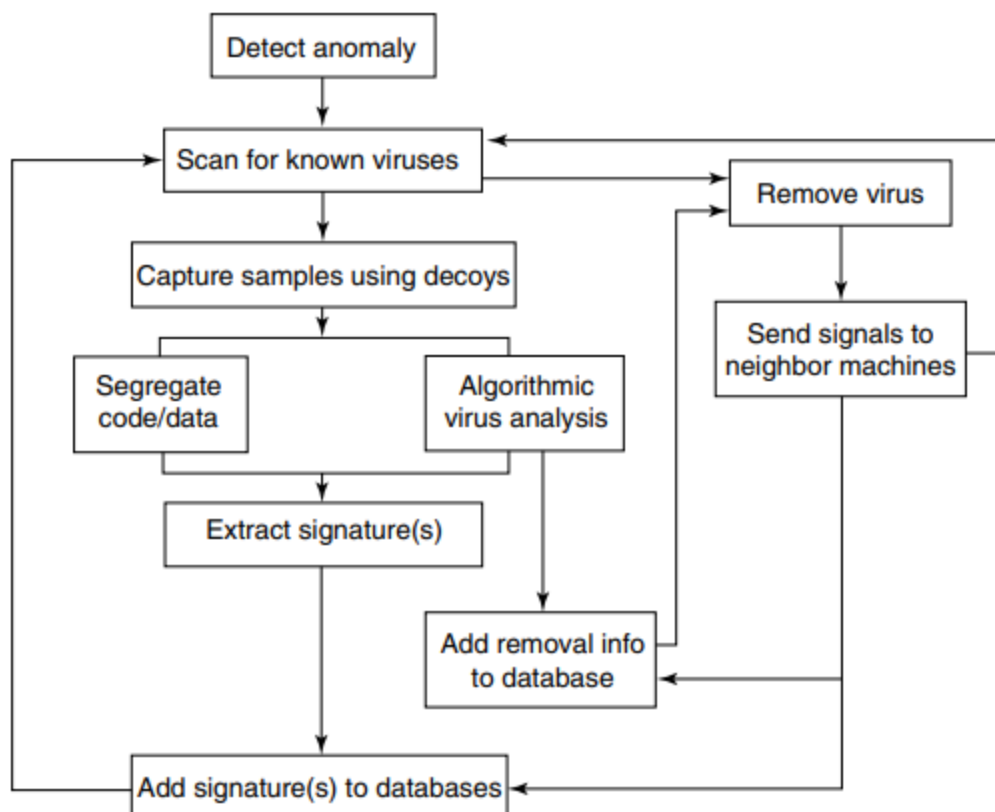 Detect anomaly
Scan for known viruses
Remove virus
Capture samples using decoys
Send signals to
neighbor machines
Segregate
code/data
Algorithmic
virus analysis
Extract signature(s)
Add removal info
to database
Add signature(s) to databases